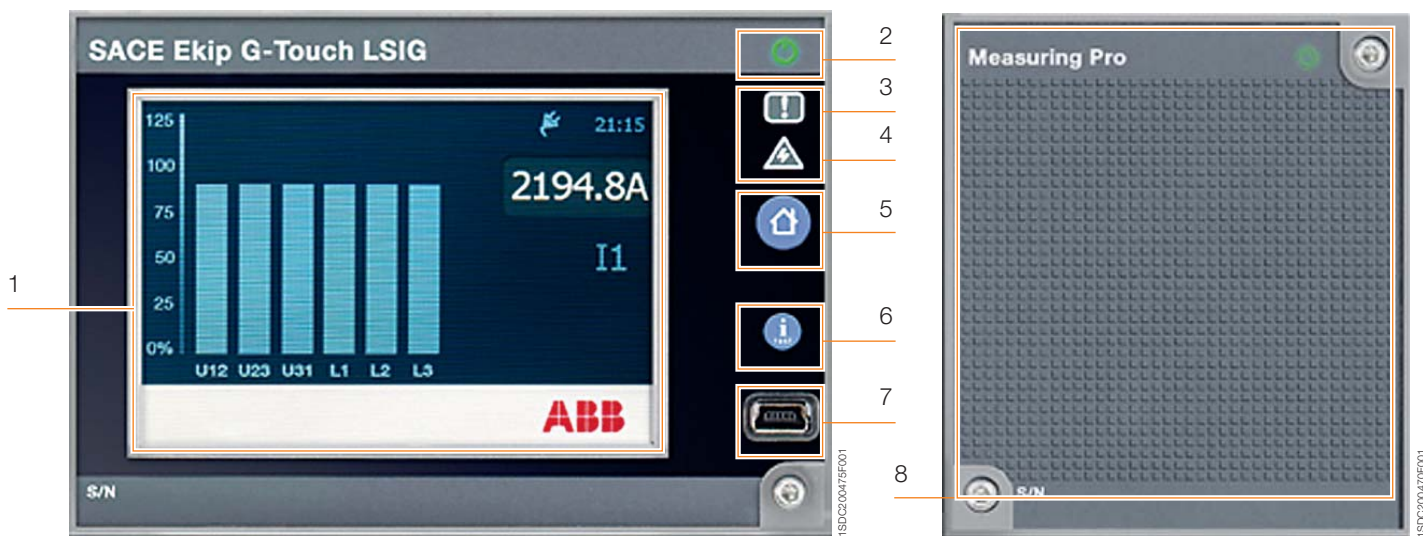 SACE Ekip G-Touch LSIG
125
21:15
100
2194.8A
75
50
I1
25
0%
U12 U23 U31 L1 L2 L3
ABB
S/N
1SDC200475F001
1
2
3
4
5
6
7
8
Measuring Pro
S/N
1SDC200470F001